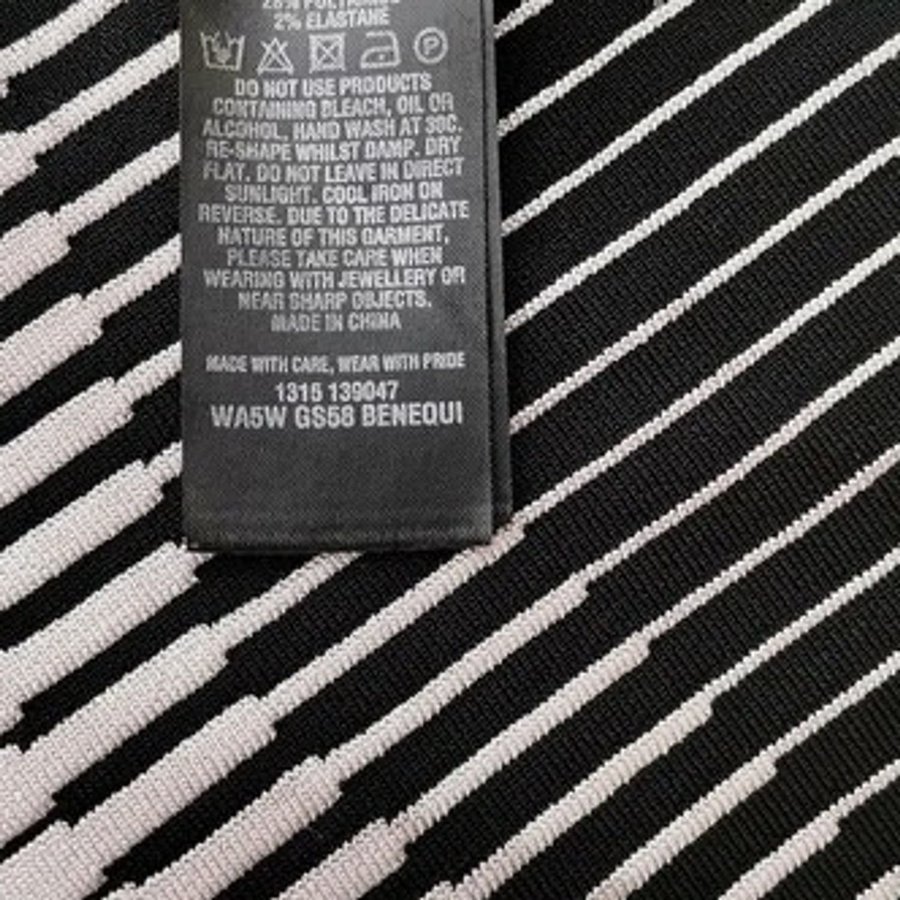 28% POLYAMIDE
2% ELASTANE
P
DO NOT USE PRODUCTS
CONTAINING BLEACH, OIL OR
ALCOHOL, HAND WASH AT 30C.
RE-SHAPE WHILST DAMP. DRY
FLAT. DO NOT LEAVE IN DIRECT
SUNLIGHT. COOL IRON ON
REVERSE. DUE TO THE DELICATE
NATURE OF THIS GARMENT,
PLEASE TAKE CARE WHEN
WEARING WITH JEWELLERY OR
NEAR SHARP OBJECTS.
MADE IN CHINA
MADE WITH CARE, WEAR WITH PRIDE
1315 139047
WA5W GS58 BENEQUI